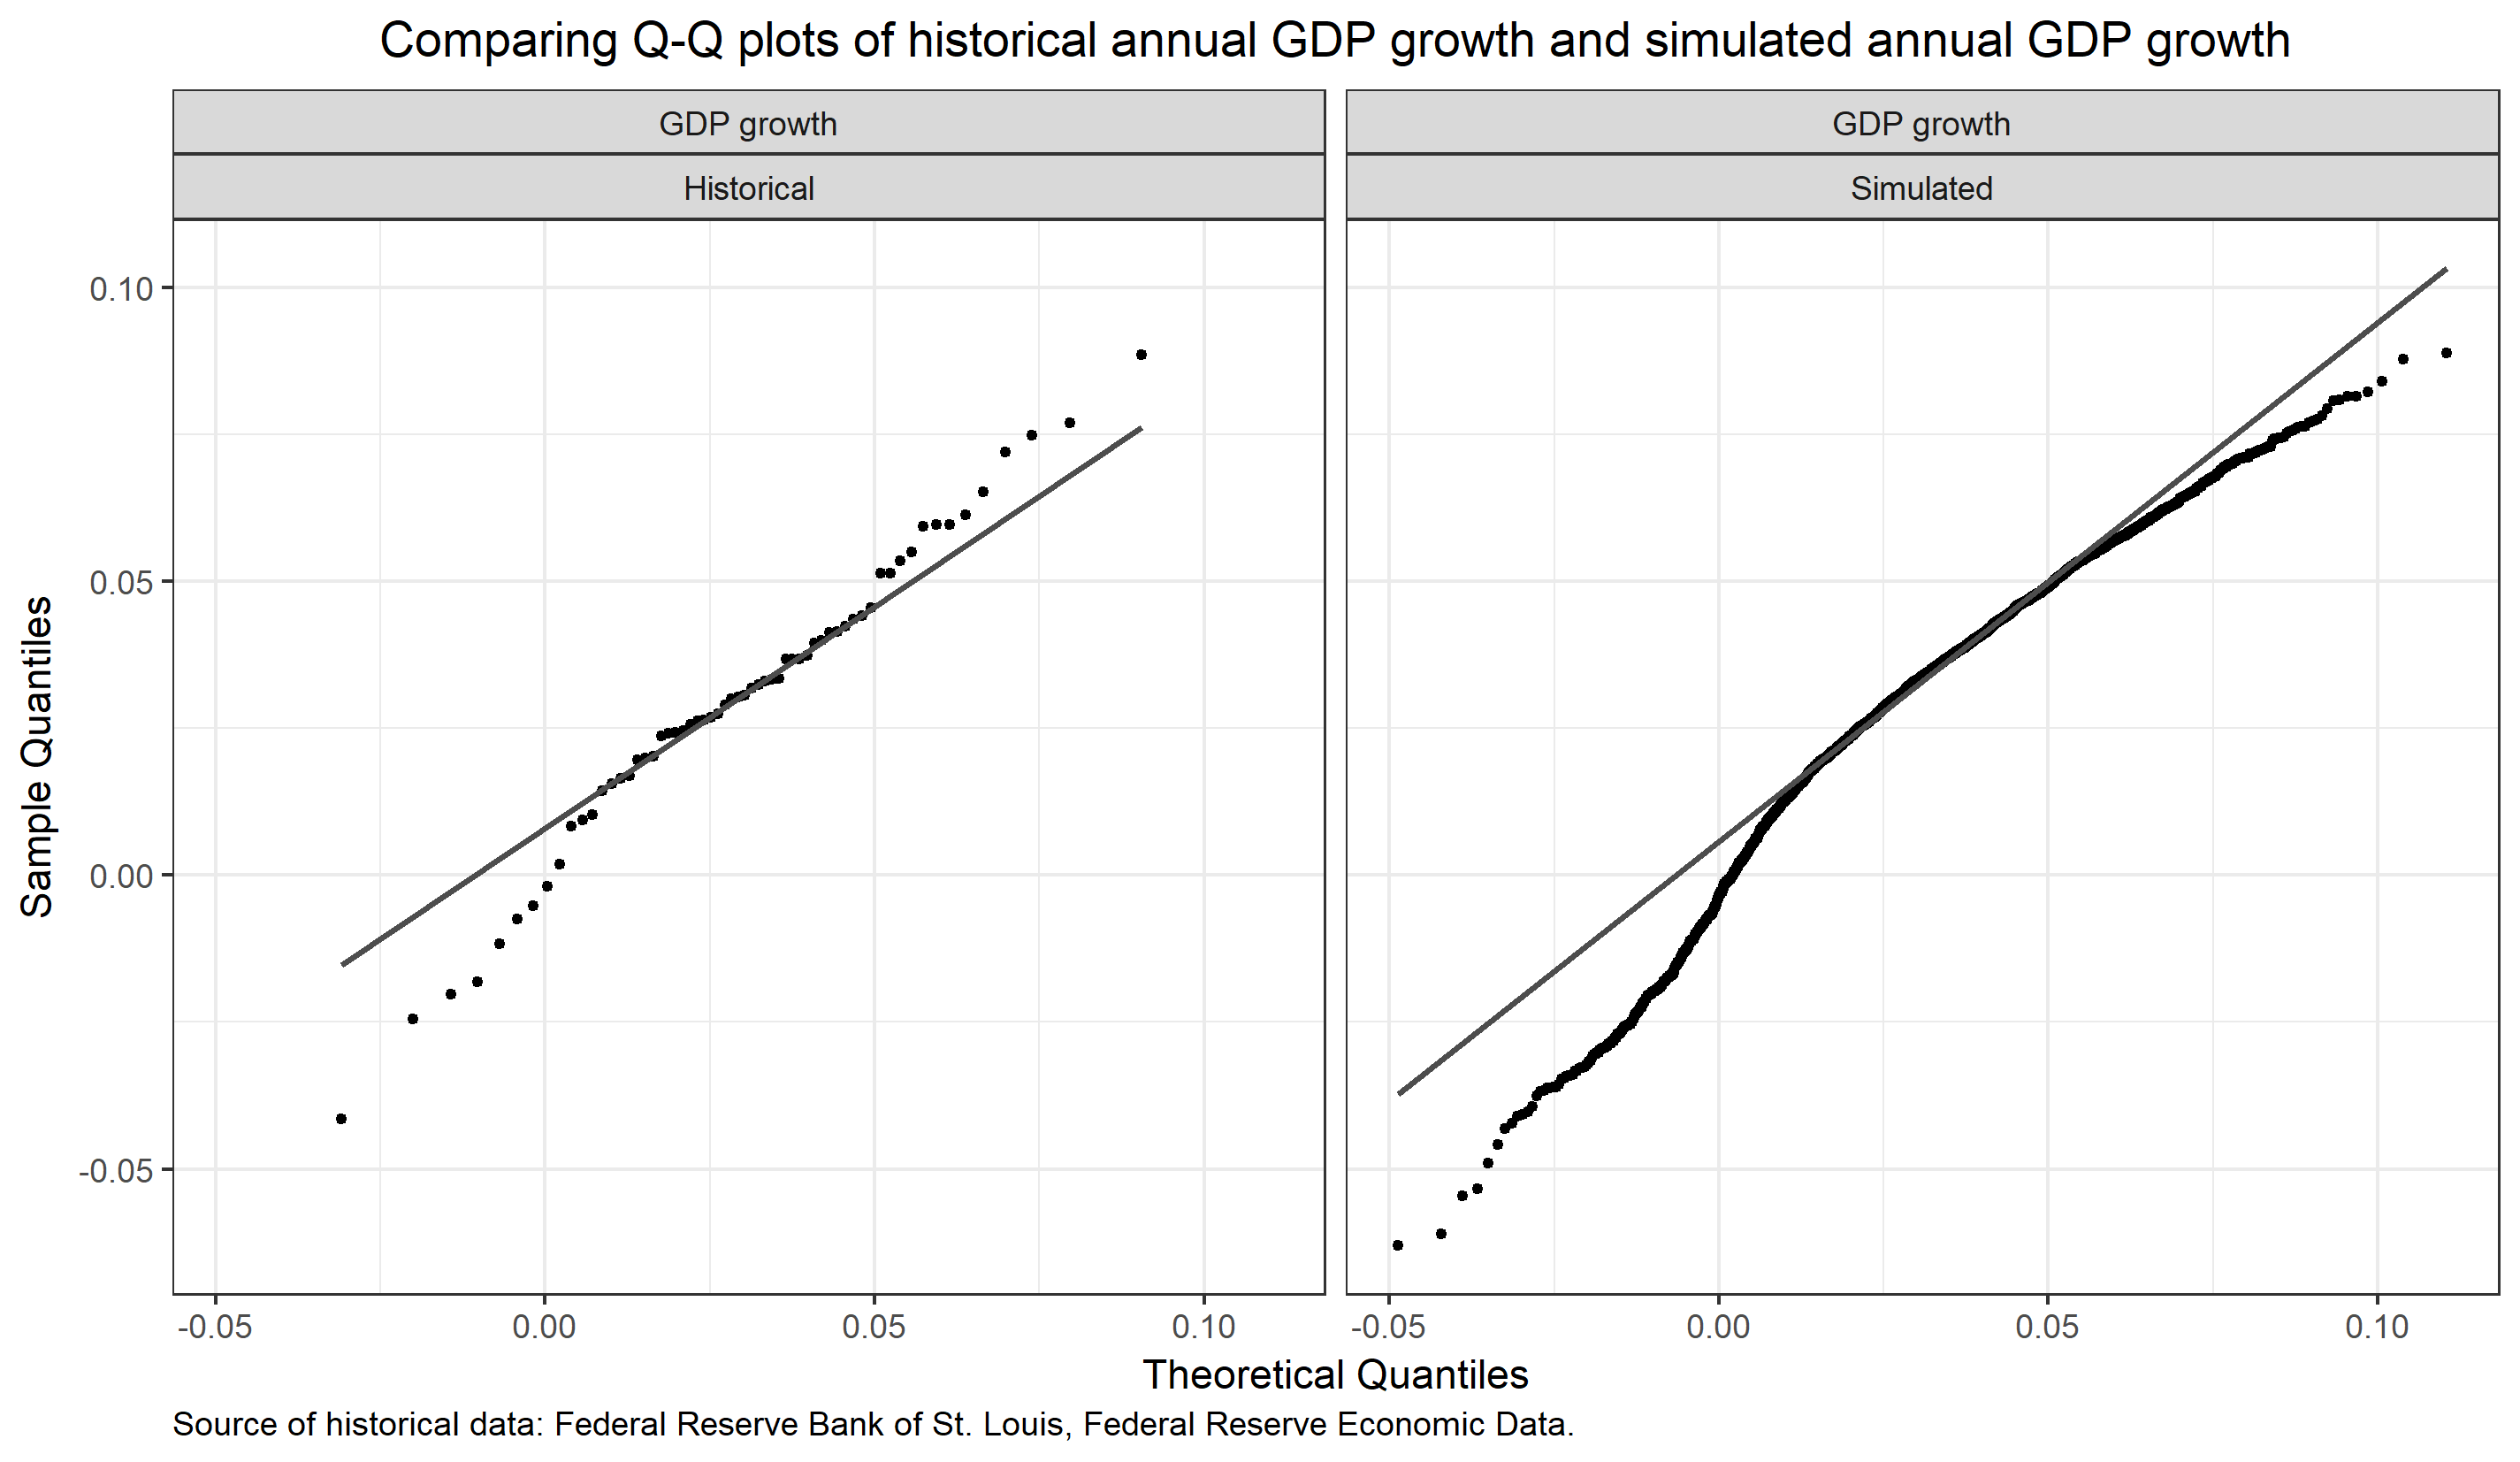 Comparing Q-Q plots of historical annual GDP growth and simulated annual GDP growth
GDP growth
GDP growth
Historical
Simulated
Sample Quantiles
0.10
0.05
0.00
-0.05
-0.05
0.00
0.05
0.10
-0.05
0.00
0.05
0.10
Theoretical Quantiles
Source of historical data: Federal Reserve Bank of St. Louis, Federal Reserve Economic Data.